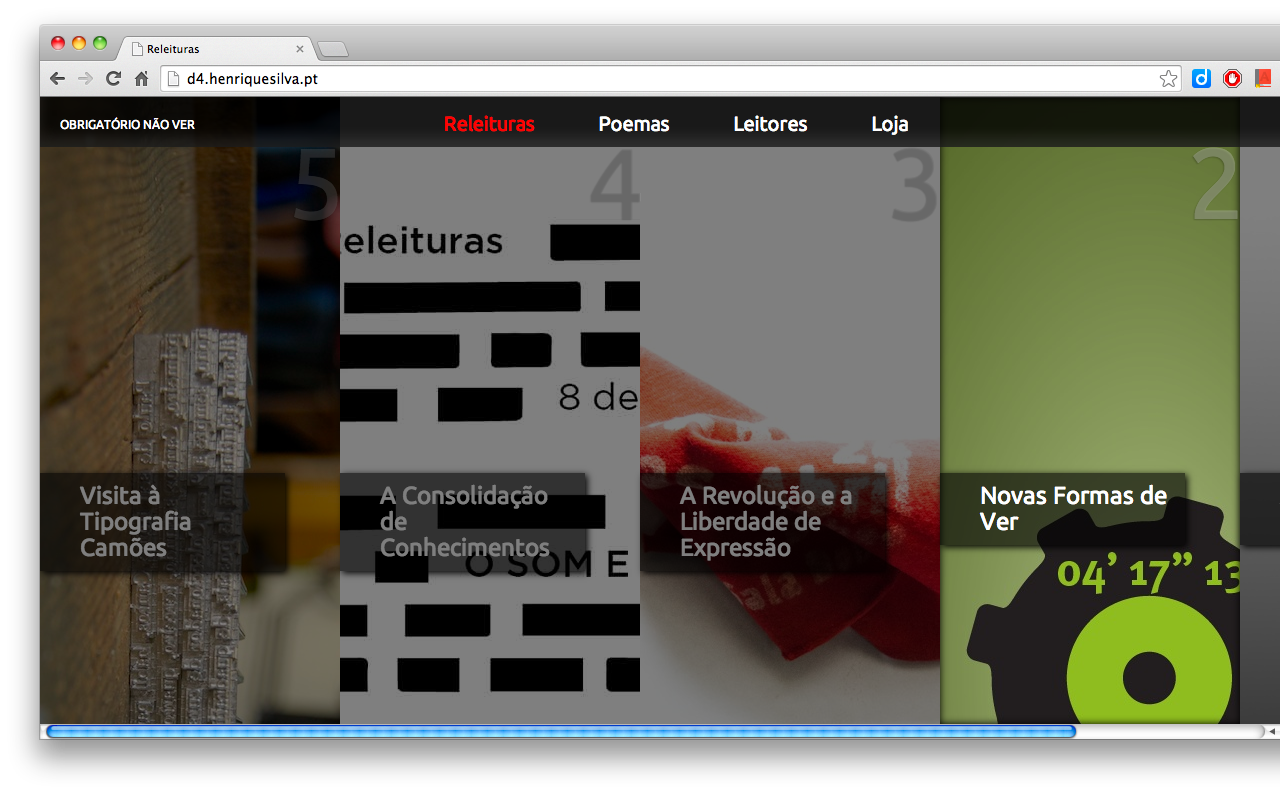 Releituras
d4.henriquesilva.pt
OBRIGATÓRIO NÃO VER
Releituras
Poemas
Leitores
Loja
5
4
3
2
eleituras
8 de
O SOM E
Visita à
Tipografia
Camões
A Consolidação
de
Conhecimentos
A Revolução e a
Liberdade de
Expressão
Novas Formas de
Ver
04’ 17” 13